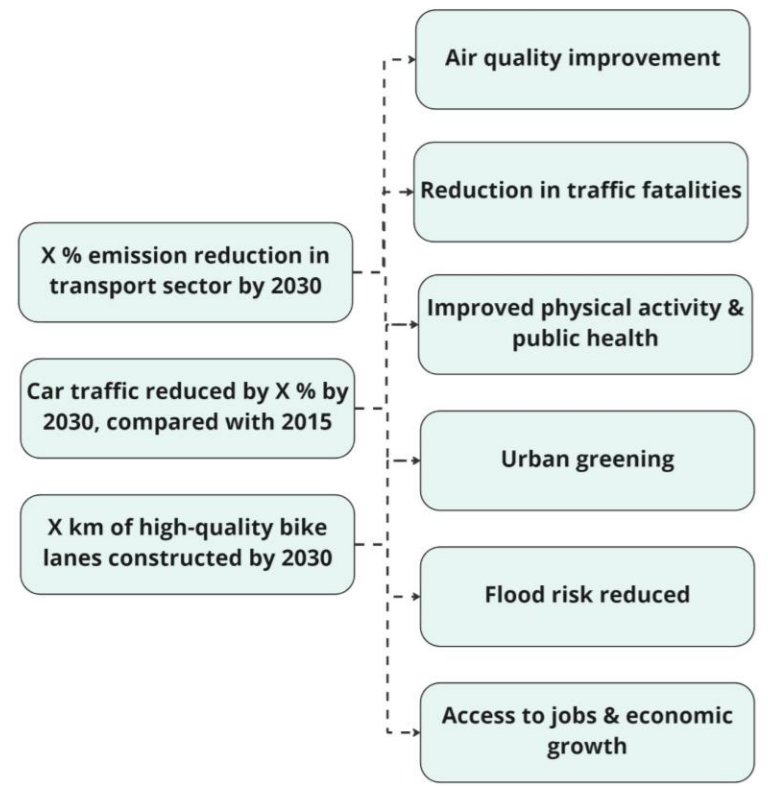 X % emission reduction in
transport sector by 2030
Car traffic reduced by X % by
2030, compared with 2015
X km of high-quality bike
lanes constructed by 2030
Air quality improvement
Reduction in traffic fatalities
Improved physical activity &
public health
Urban greening
Flood risk reduced
Access to jobs & economic
growth